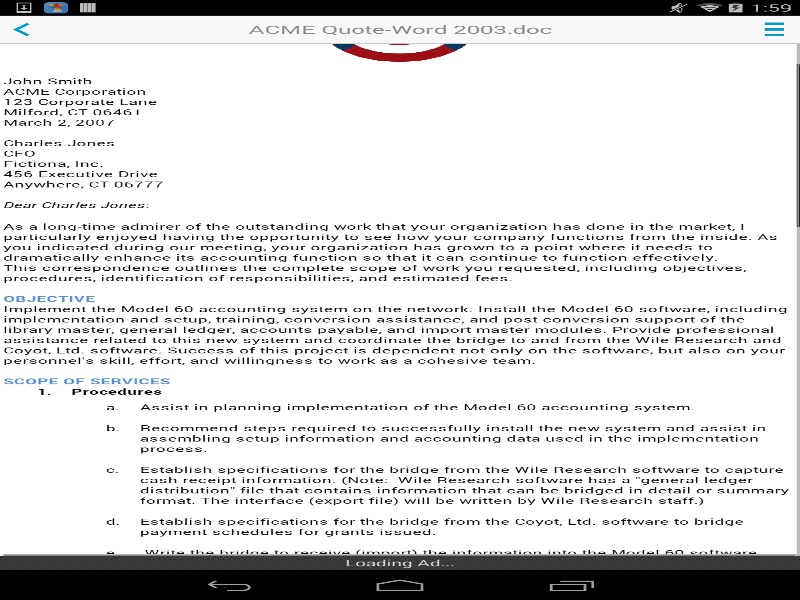 1:59
ACME Quote-Word 2003.doc
John Smith
ACME Corporation
123 Corporate Lane
Milford, CT 06461
March 2, 2007
Charles Jones
CFO
Fictiona, Inc.
456 Executive Drive
Anywhere, CT 06777
Dear Charles Jones:
As a long-time admirer of the outstanding work that your organization has done in the market, I
particularly enjoyed having the opportunity to see how your company functions from the inside. As
you indicated during our meeting, your organization has grown to a point where it needs to
dramatically enhance its accounting function so that it can continue to function effectively.
This correspondence outlines the complete scope of work you requested, including objectives,
procedures, identification of responsibilities, and estimated fees.
OBJECTIVE
Implement the Model 60 accounting system on the network. Install the Model 60 software, including
implementation and setup, training, conversion assistance, and post conversion support of the
library master, general ledger, accounts payable, and import master modules. Provide professional
assistance related to this new system and coordinate the bridge to and from the Wile Research and
Coyot, Ltd. software. Success of this project is dependent not only on the software, but also on your
personnel's skill, effort, and willingness to work as a cohesive team.
SCOPE OF SERVICES
1. Procedures
a. Assist in planning implementation of the Model 60 accounting system.
b. Recommend steps required to successfully install the new system and assist in
assembling setup information and accounting data used in the implementation
process.
c. Establish specifications for the bridge from the Wile Research software to capture
cash receipt information. (Note: Wile Research software has a "general ledger
distribution" file that contains information that can be bridged in detail or summary
format. The interface (export file) will be written by Wile Research staff.)
d. Establish specifications for the bridge from the Coyot, Ltd. software to bridge
payment schedules for grants issued.
e. Write the bridge to receive (import) the information into the Model 60 software
Loading Ad...